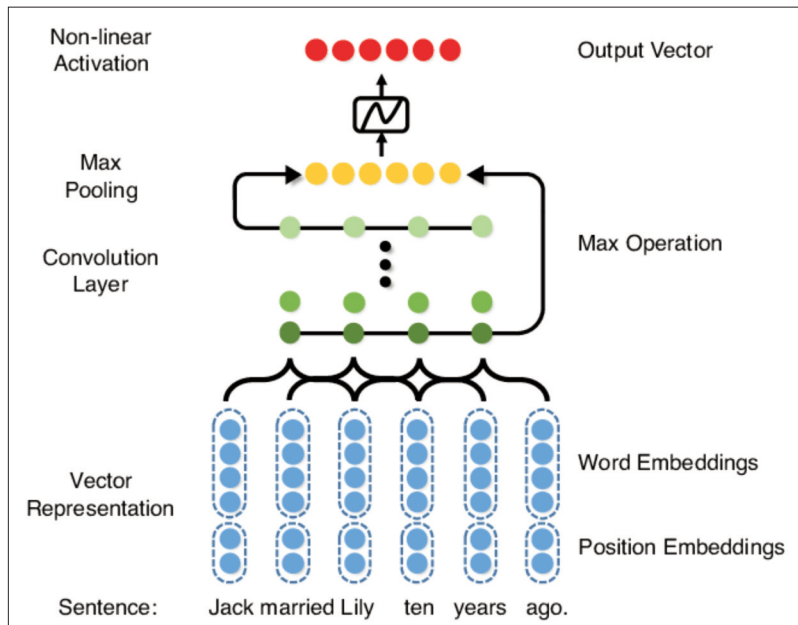 Non-linear
Activation
Output Vector
Max
Pooling
Convolution
Layer
Max Operation
Vector
Representation
Word Embeddings
Position Embeddings
Sentence: Jack married Lily ten years ago.